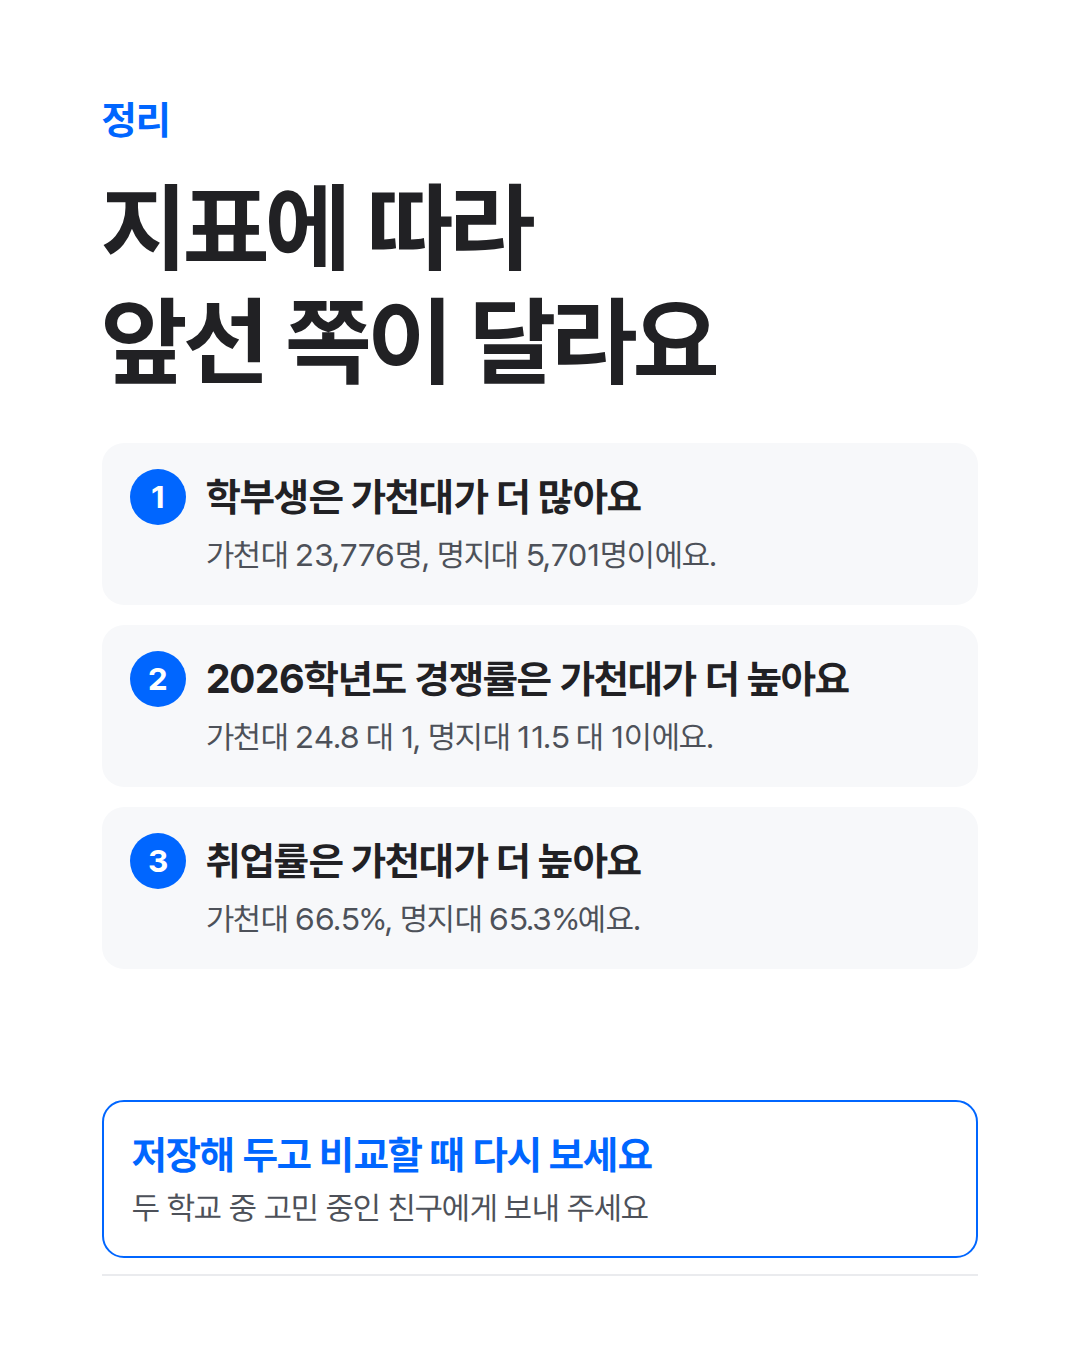 정리
지표에 따라
앞선 쪽이 달라요
1 학부생은 가천대가 더 많아요
가천대 23,776명, 명지대 5,701명이에요.
2 2026학년도 경쟁률은 가천대가 더 높아요
가천대 24.8 대 1, 명지대 11.5 대 1이에요.
3 취업률은 가천대가 더 높아요
가천대 66.5%, 명지대 65.3%예요.
저장해 두고 비교할 때 다시 보세요
두 학교 중 고민 중인 친구에게 보내 주세요